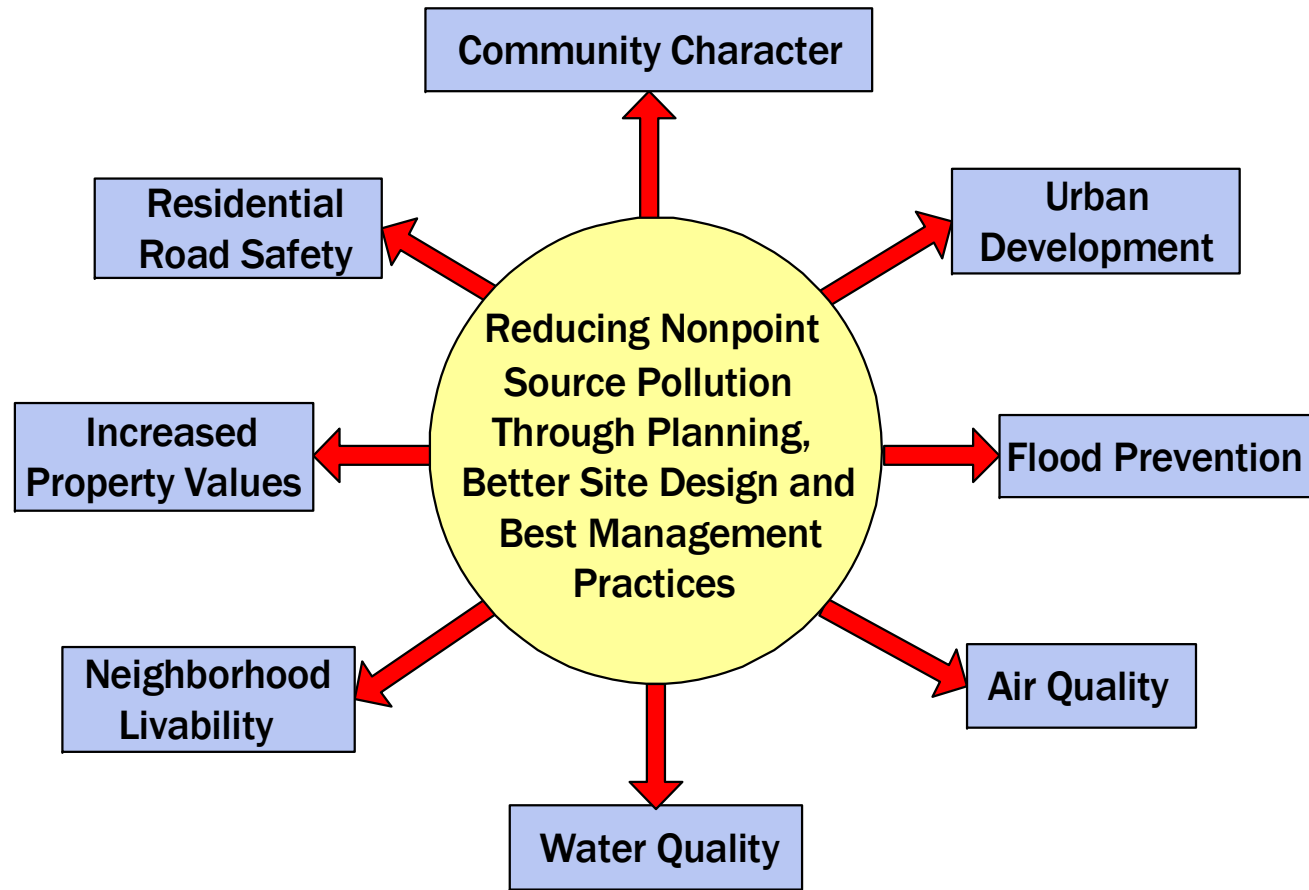 Community Character
Residential
Road Safety
Urban
Development
Reducing Nonpoint
Source Pollution
Through Planning,
Better Site Design and
Best Management
Practices
Increased
Property Values
Flood Prevention
Neighborhood
Livability
Air Quality
Water Quality